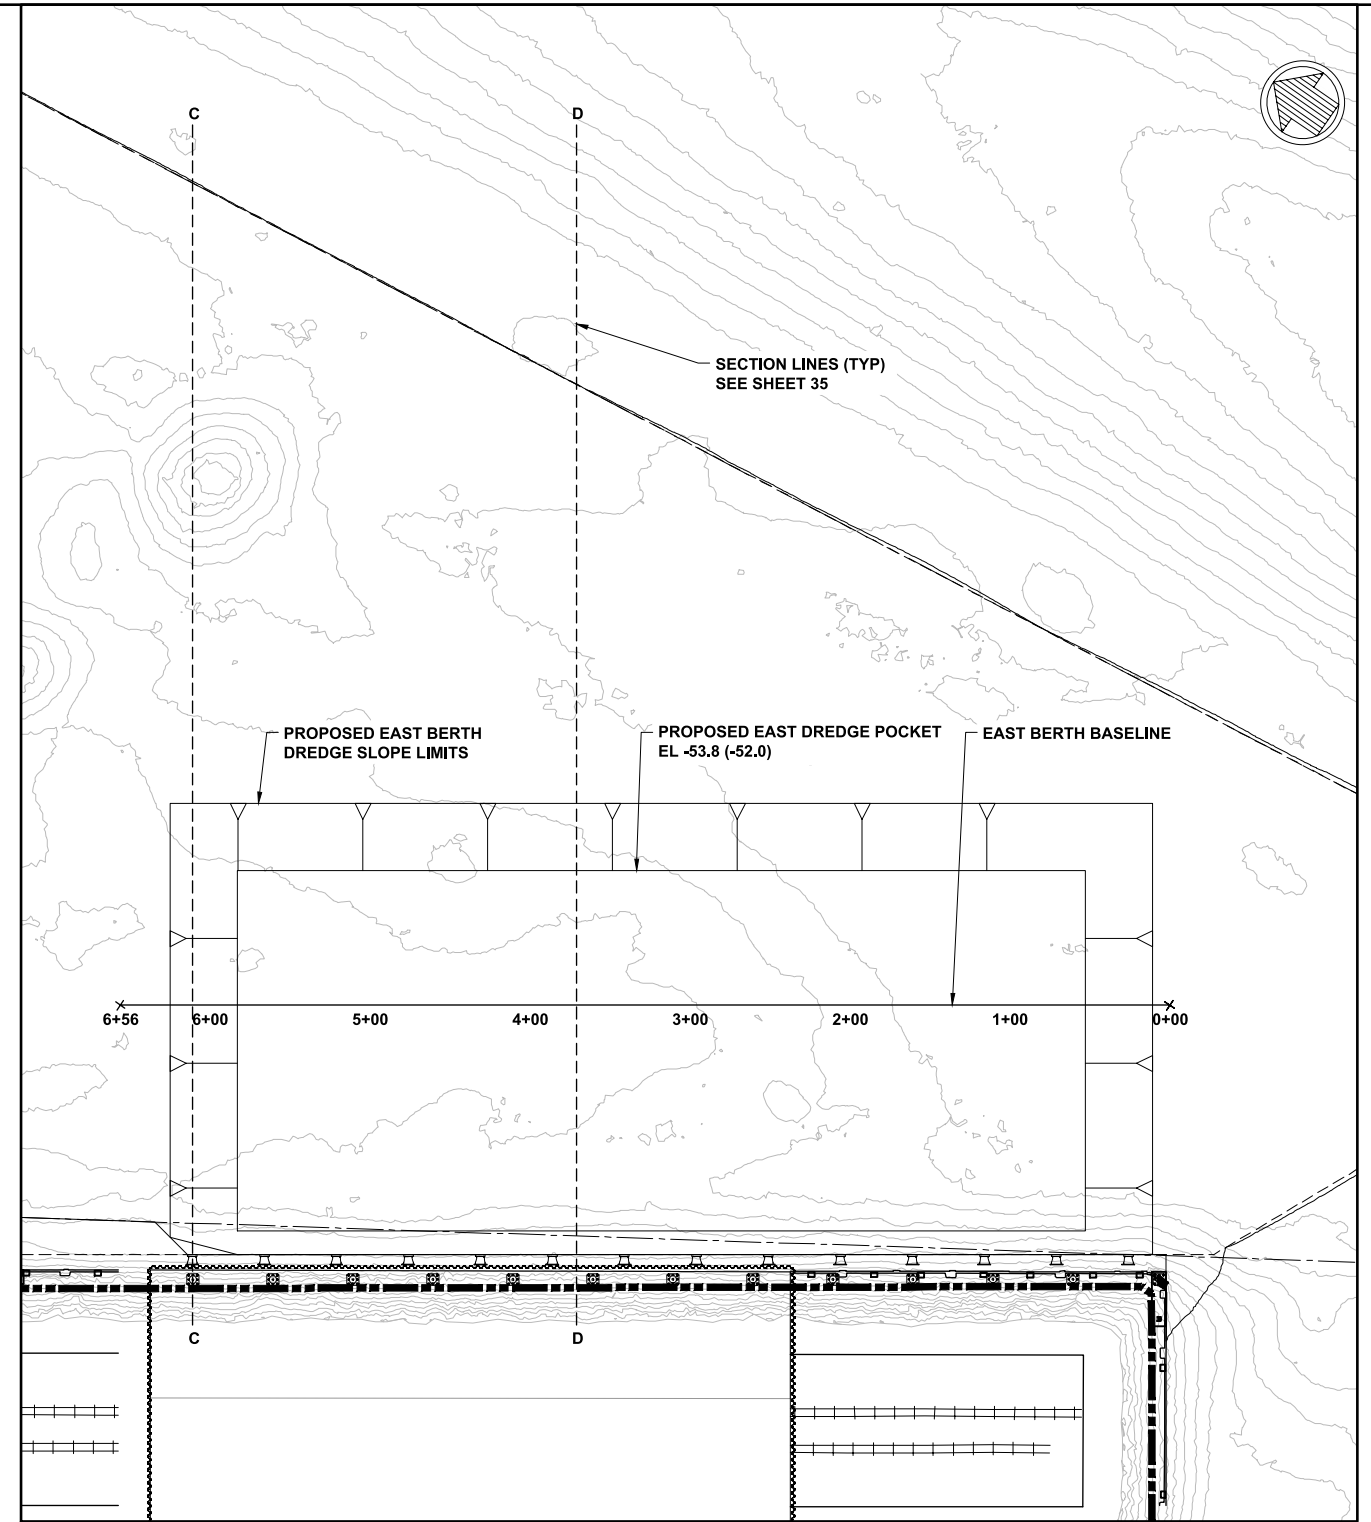 C
D
SECTION LINES (TYP)
SEE SHEET 35
PROPOSED EAST BERTH
DREDGE SLOPE LIMITS
PROPOSED EAST DREDGE POCKET
EL -53.8 (-52.0)
EAST BERTH BASELINE
6+56
6+00
5+00
4+00
3+00
2+00
1+00
0+00
C
D